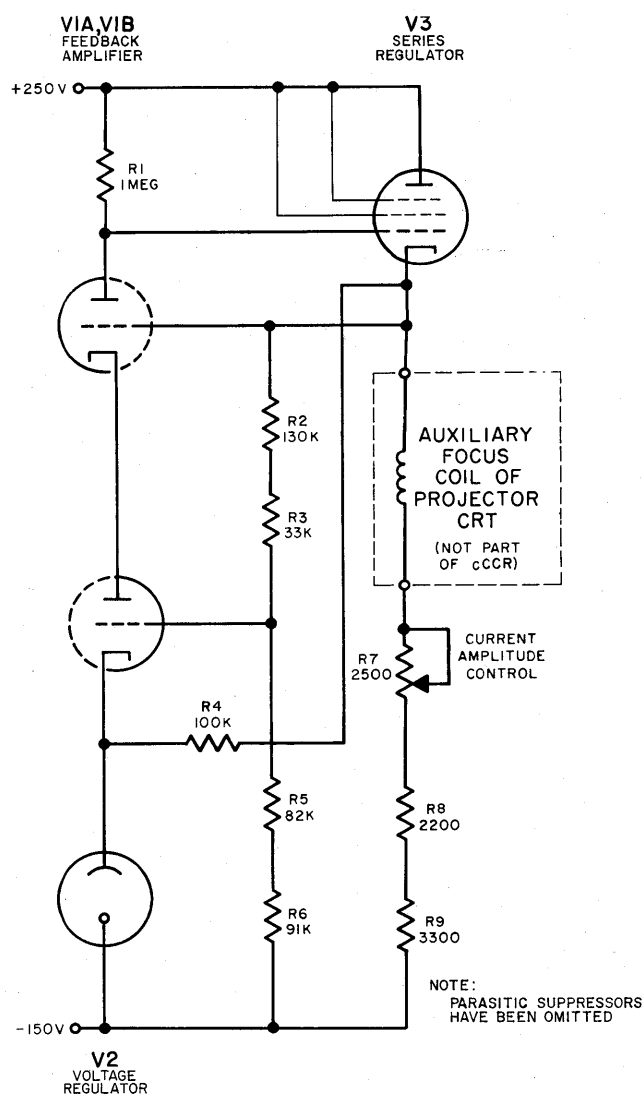 V1A, V1B
FEEDBACK
AMPLIFIER
V3
SERIES
REGULATOR
+250V
R1
1MEG
R2
130K
R3
33K
AUXILIARY
FOCUS
COIL OF
PROJECTOR
CRT
(NOT PART
OF cCCR)
R7
2500
CURRENT
AMPLITUDE
CONTROL
R4
100K
R5
82K
R8
2200
R6
91K
R9
3300
NOTE:
PARASITIC SUPPRESSORS
HAVE BEEN OMITTED
-150V
V2
VOLTAGE
REGULATOR